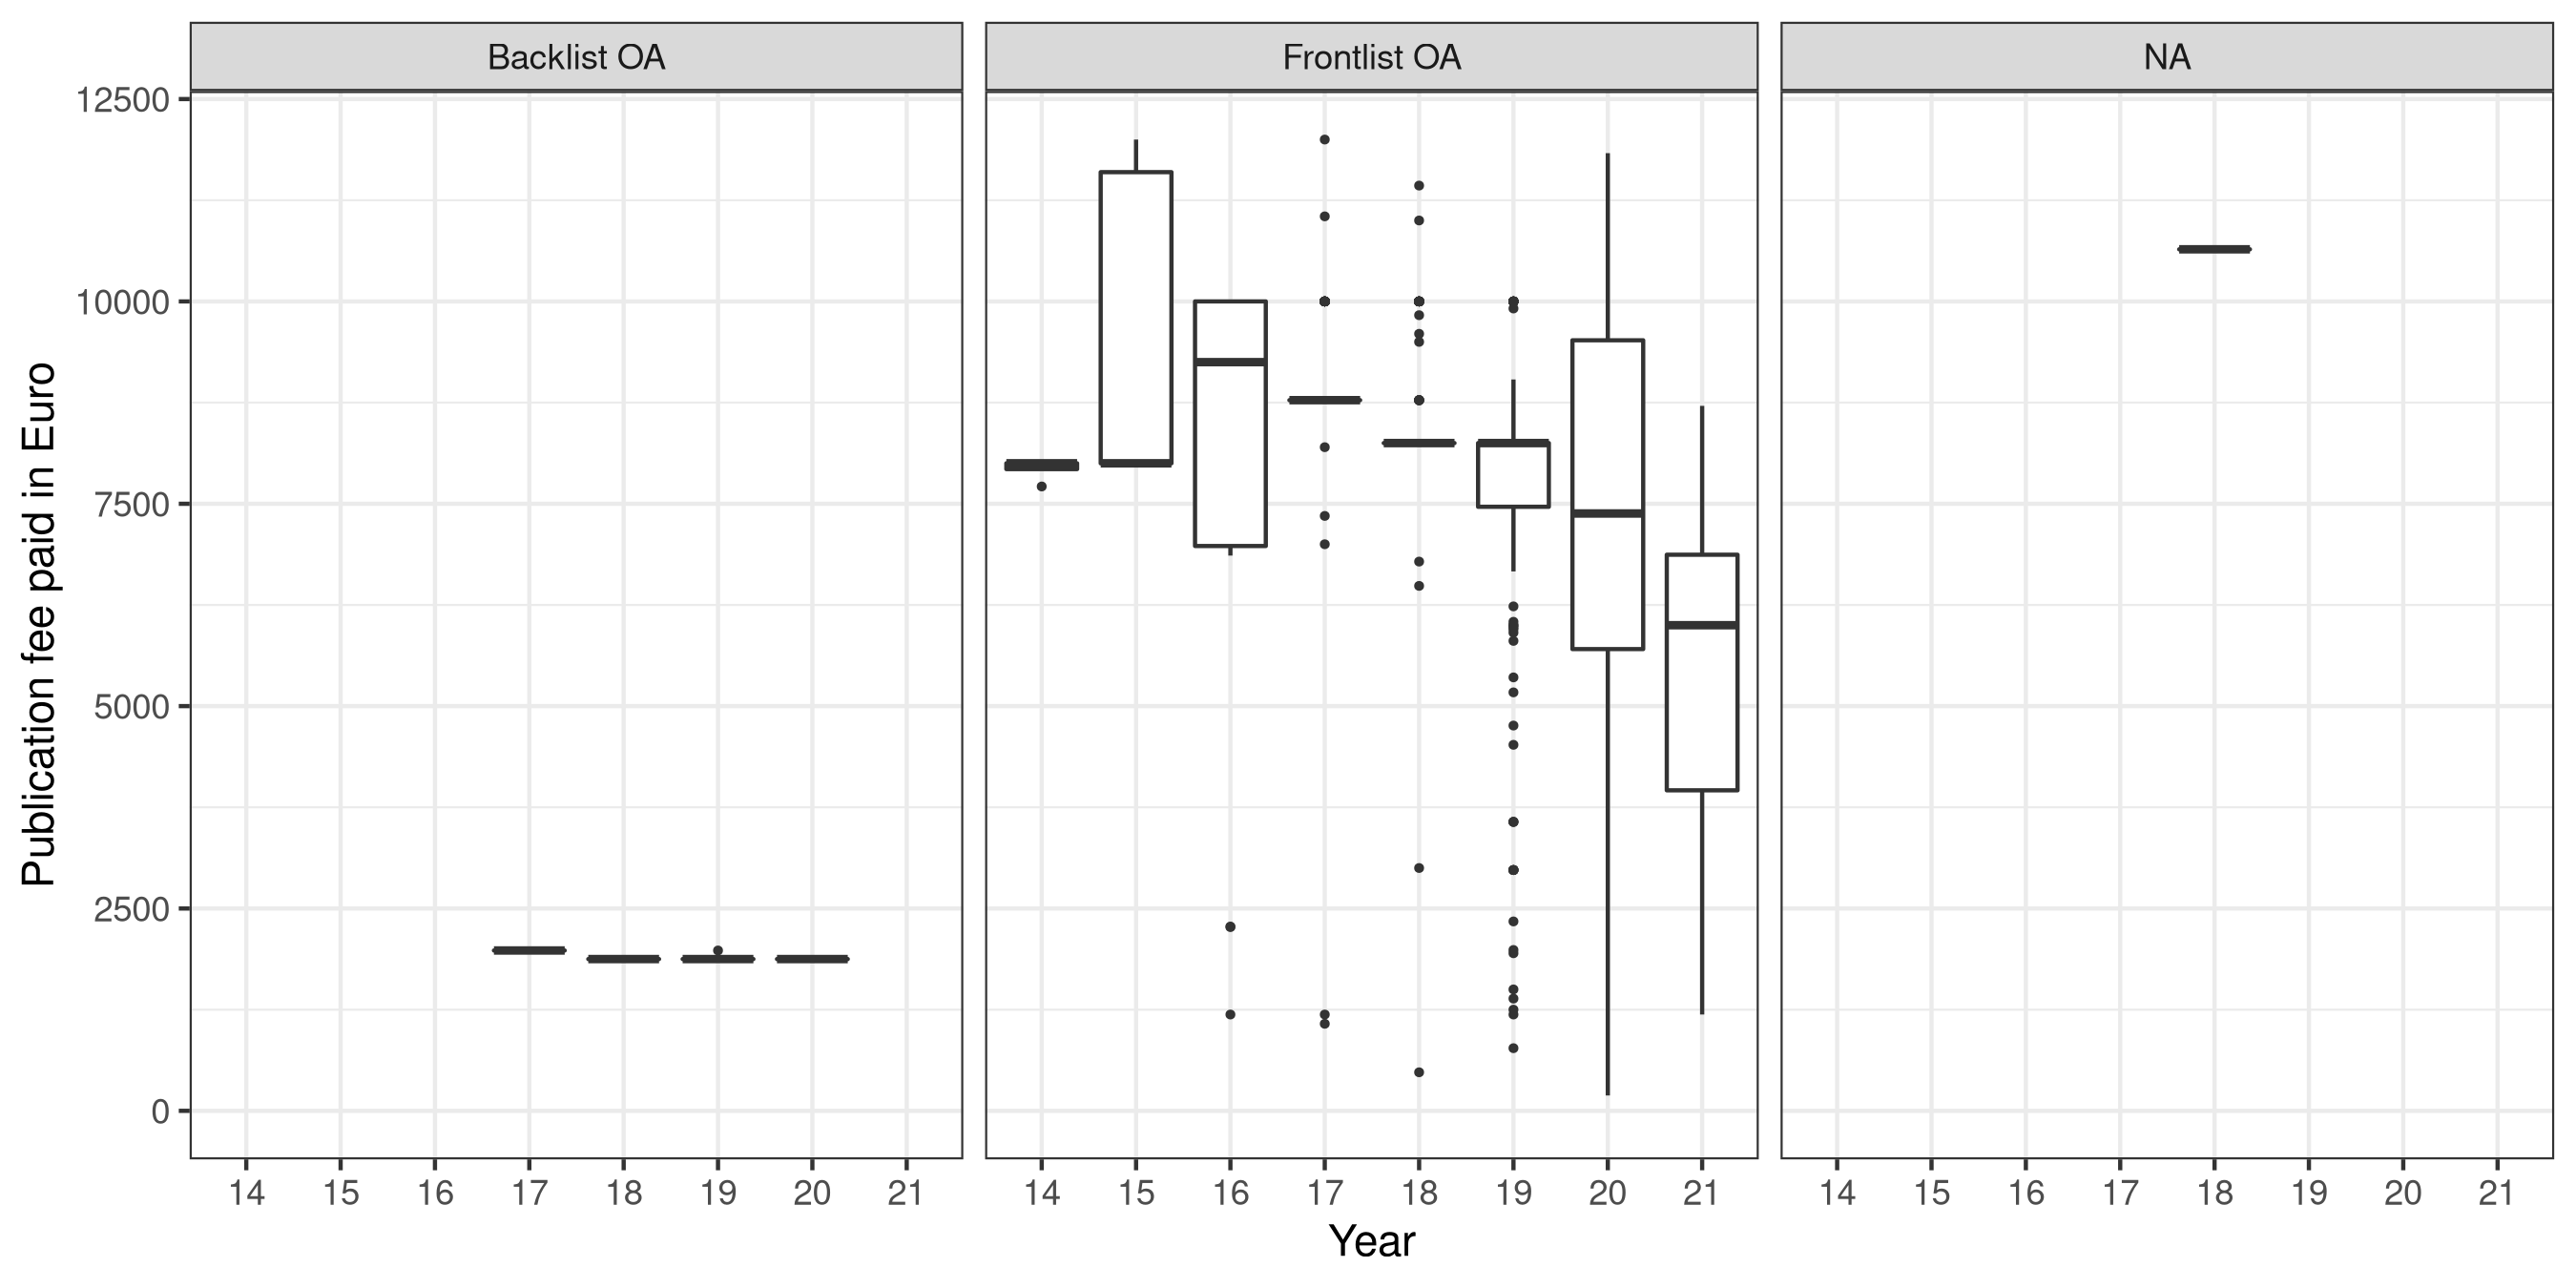 Backlist OA Frontlist OA NA
12500
10000
7500
5000
2500
0
Publication fee paid in Euro
14 15 16 17 18 19 20 21 14 15 16 17 18 19 20 21 14 15 16 17 18 19 20 21
Year